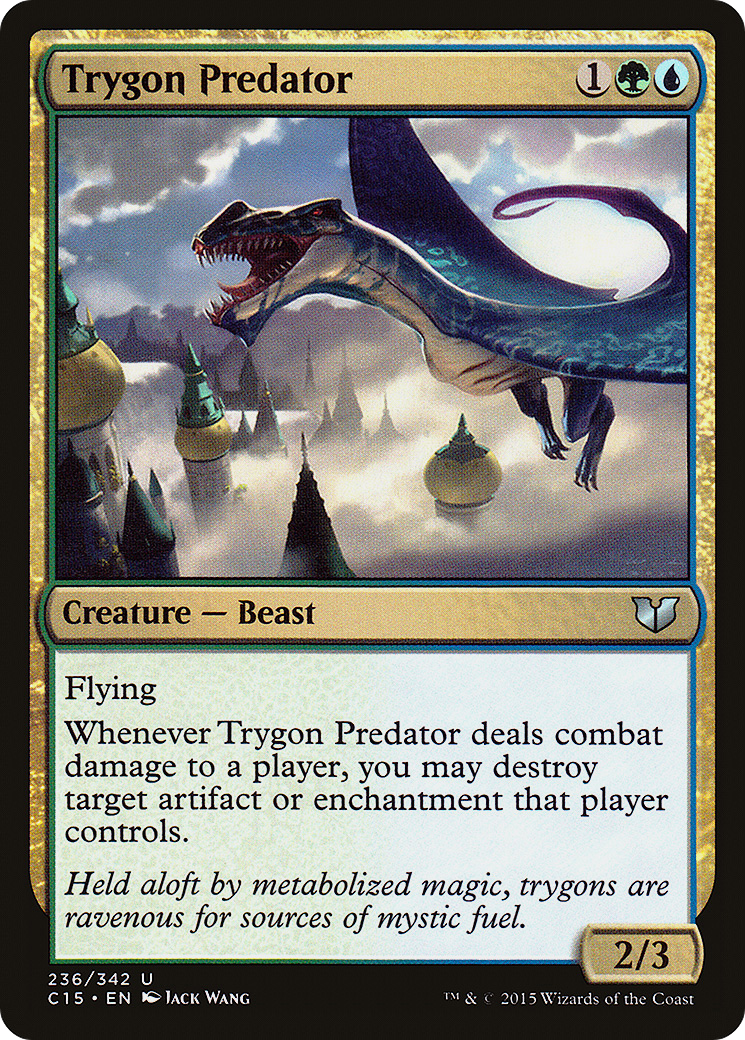 Trygon Predator 1
Creature — Beast
Flying
Whenever Trygon Predator deals combat
damage to a player, you may destroy
target artifact or enchantment that player
controls.
Held aloft by metabolized magic, trygons are
ravenous for sources of mystic fuel.
2/3
236/342 U
C15 • EN Jack Wang
™ & © 2015 Wizards of the Coast